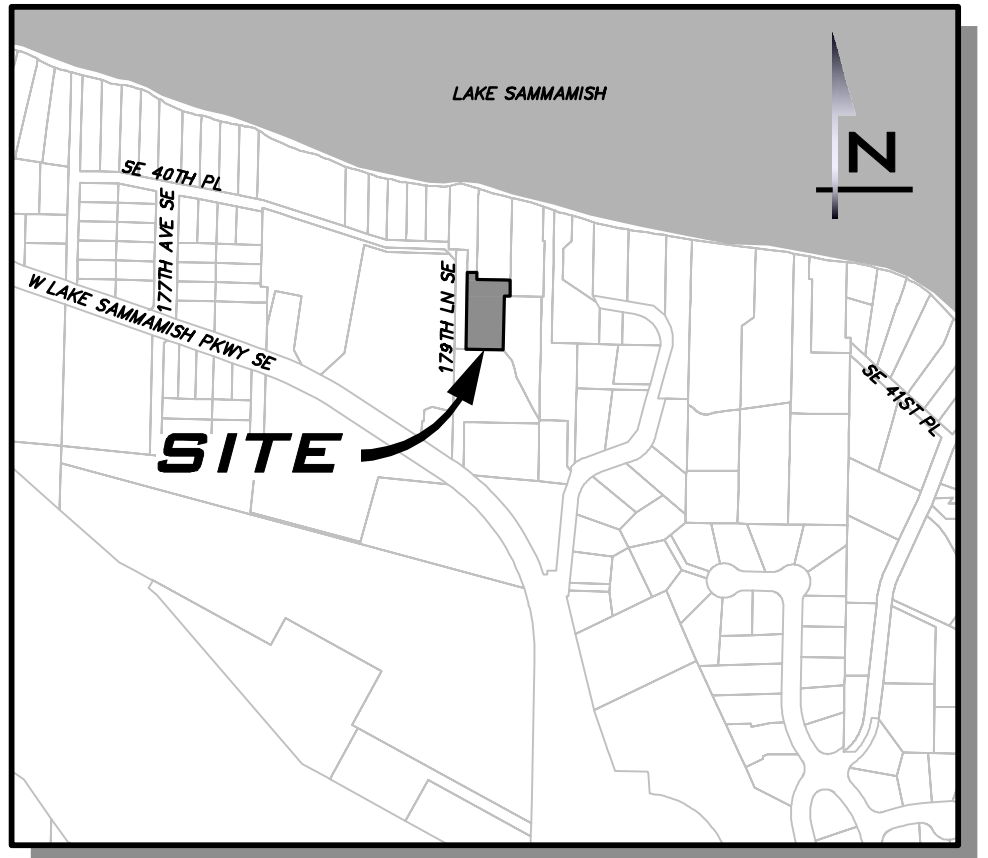 LAKE SAMMAMISH
N
SE 40TH PL
177TH AVE SE
W LAKE SAMMAMISH PKWY SE
179TH LN SE
SE 41ST PL
SITE